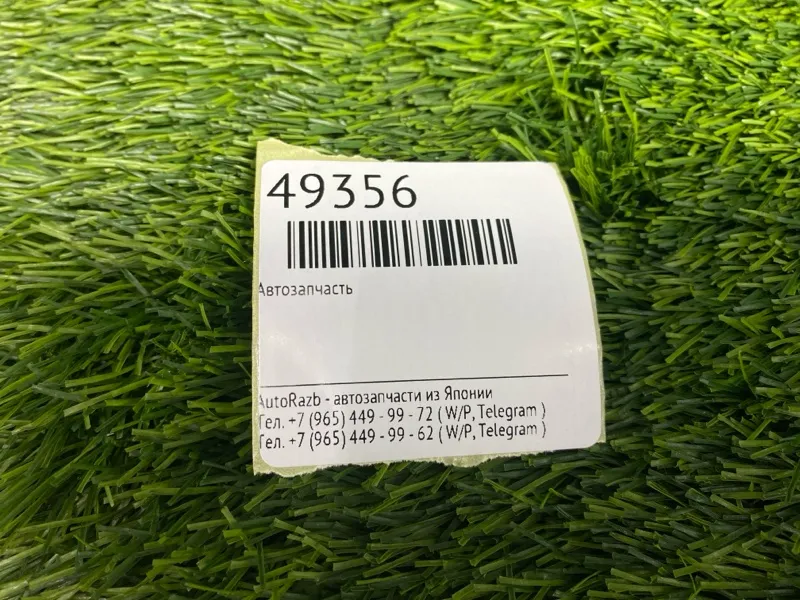 49356
Автозапчасть
AutoRazb - автозапчасти из Японии
Тел. +7 (965) 449 - 99 - 72 ( W/P, Telegram )
Тел. +7 (965) 449 - 99 - 62 ( W/P, Telegram )